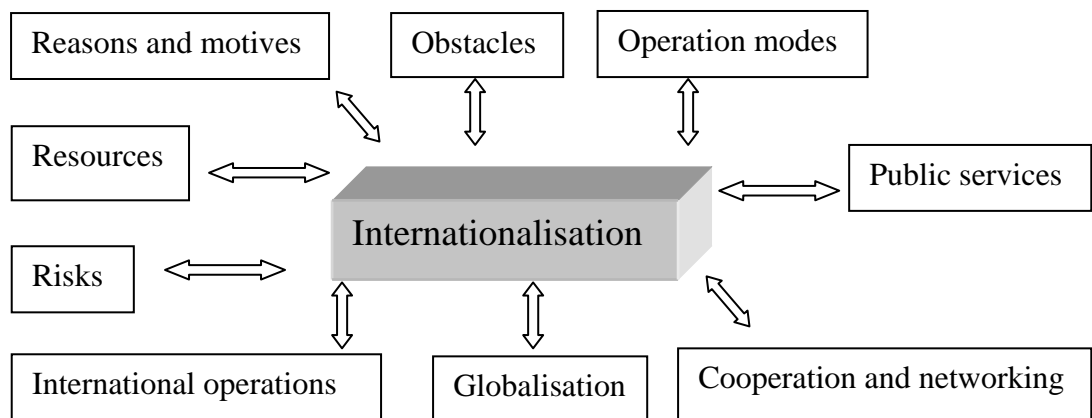 Reasons and motives
Obstacles
Operation modes
Resources
Public services
Internationalisation
Risks
International operations
Globalisation
Cooperation and networking